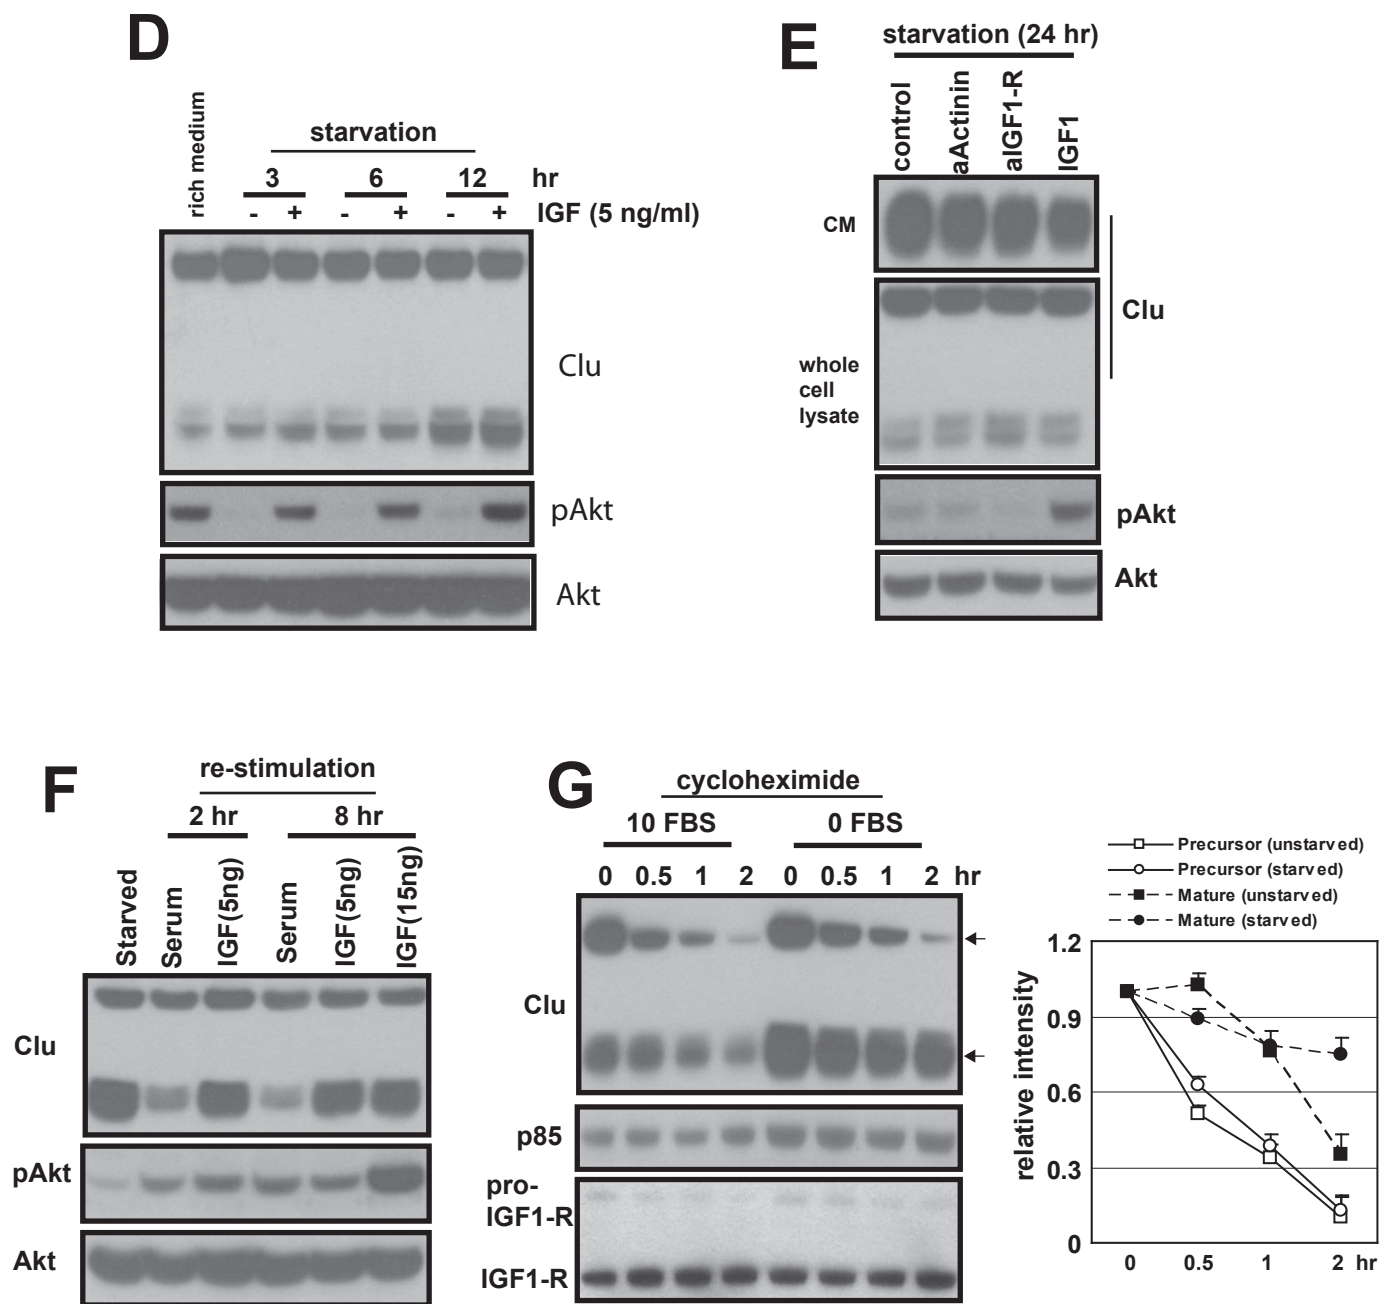 D
starvation
rich medium
3 6 12 hr
- + - + - + IGF (5 ng/ml)
Clu
pAkt
Akt
E
starvation (24 hr)
control
aActinin
aIGF1-R
IGF1
CM
Clu
whole
cell
lysate
pAkt
Akt
F
re-stimulation
2 hr 8 hr
Starved
Serum
IGF(5ng)
Serum
IGF(5ng)
IGF(15ng)
Clu
pAkt
Akt
G
cycloheximide
10 FBS 0 FBS
0 0.5 1 2 0 0.5 1 2 hr
Clu
p85
pro-
IGF1-R
IGF1-R
Precursor (unstarved)
Precursor (starved)
Mature (unstarved)
Mature (starved)
relative intensity
1.2
0.9
0.6
0.3
0
0 0.5 1 2 hr